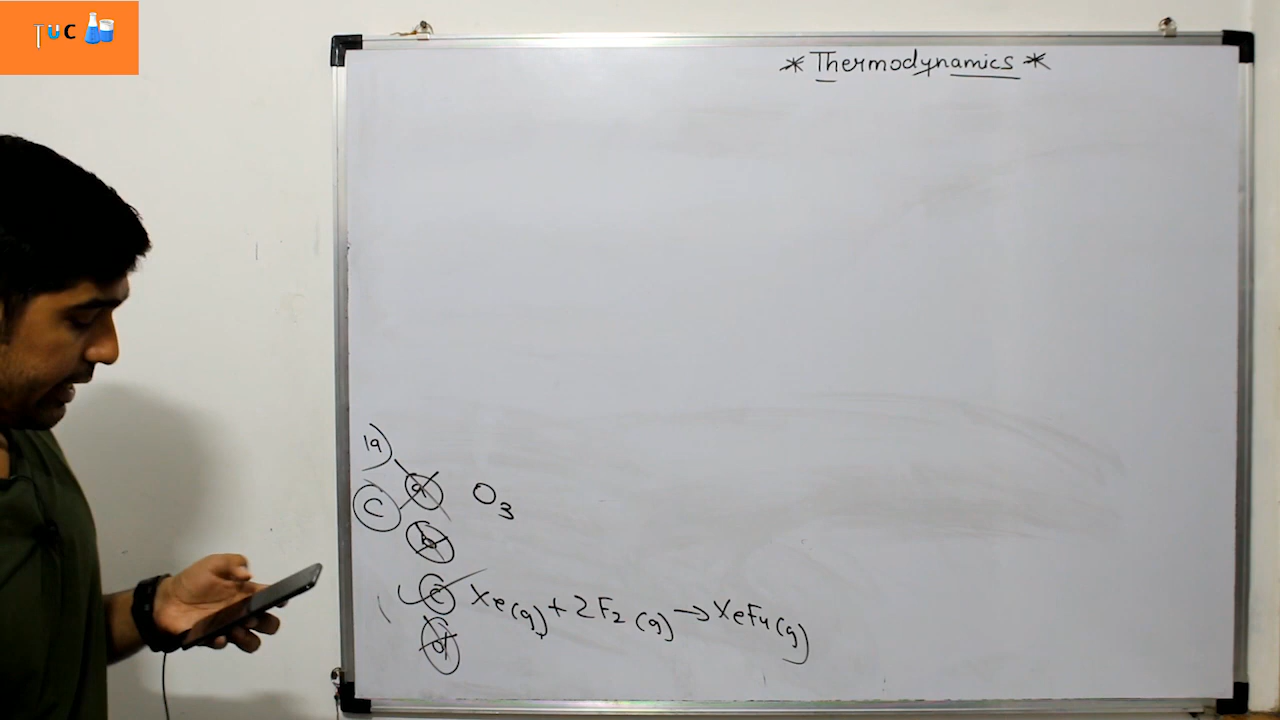 TUC
* Thermodynamics *
19)
C a O₃
b
c Xe(g) + 2F₂(g) → XeF₄(g)
d